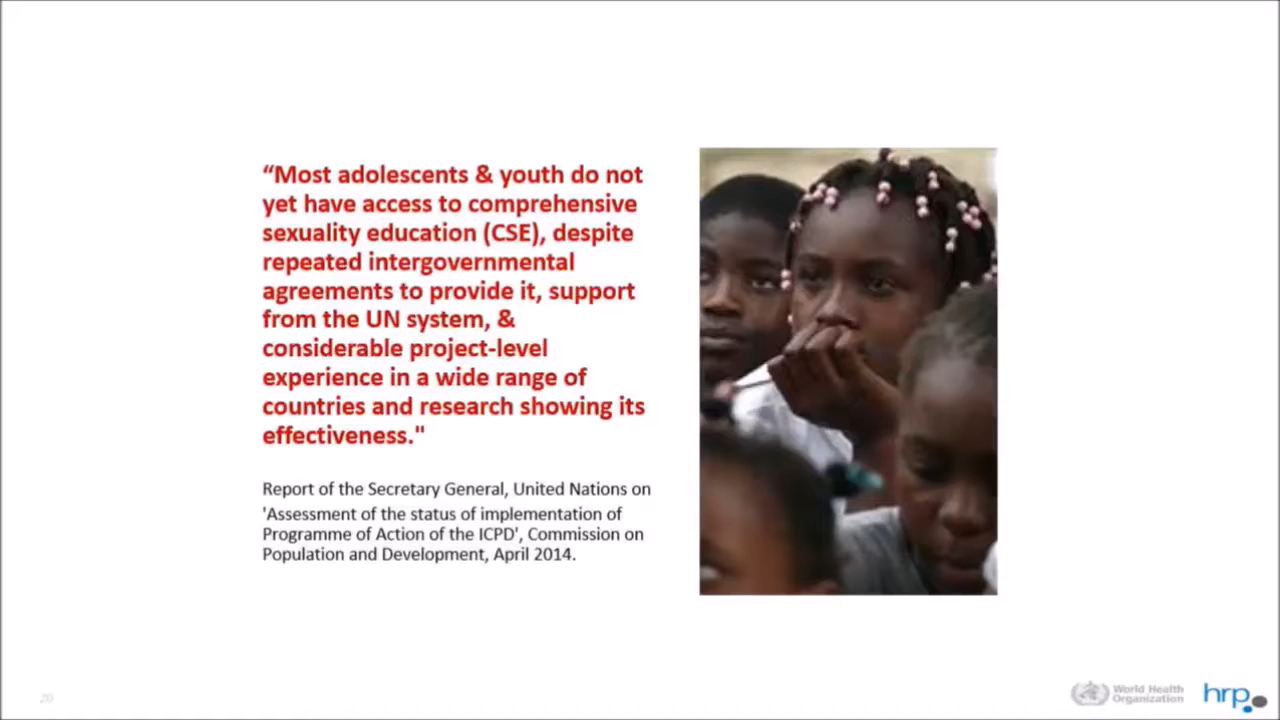 “Most adolescents & youth do not
yet have access to comprehensive
sexuality education (CSE), despite
repeated intergovernmental
agreements to provide it, support
from the UN system, &
considerable project-level
experience in a wide range of
countries and research showing its
effectiveness."
Report of the Secretary General, United Nations on
'Assessment of the status of implementation of
Programme of Action of the ICPD', Commission on
Population and Development, April 2014.
20
World Health
Organization
hrp